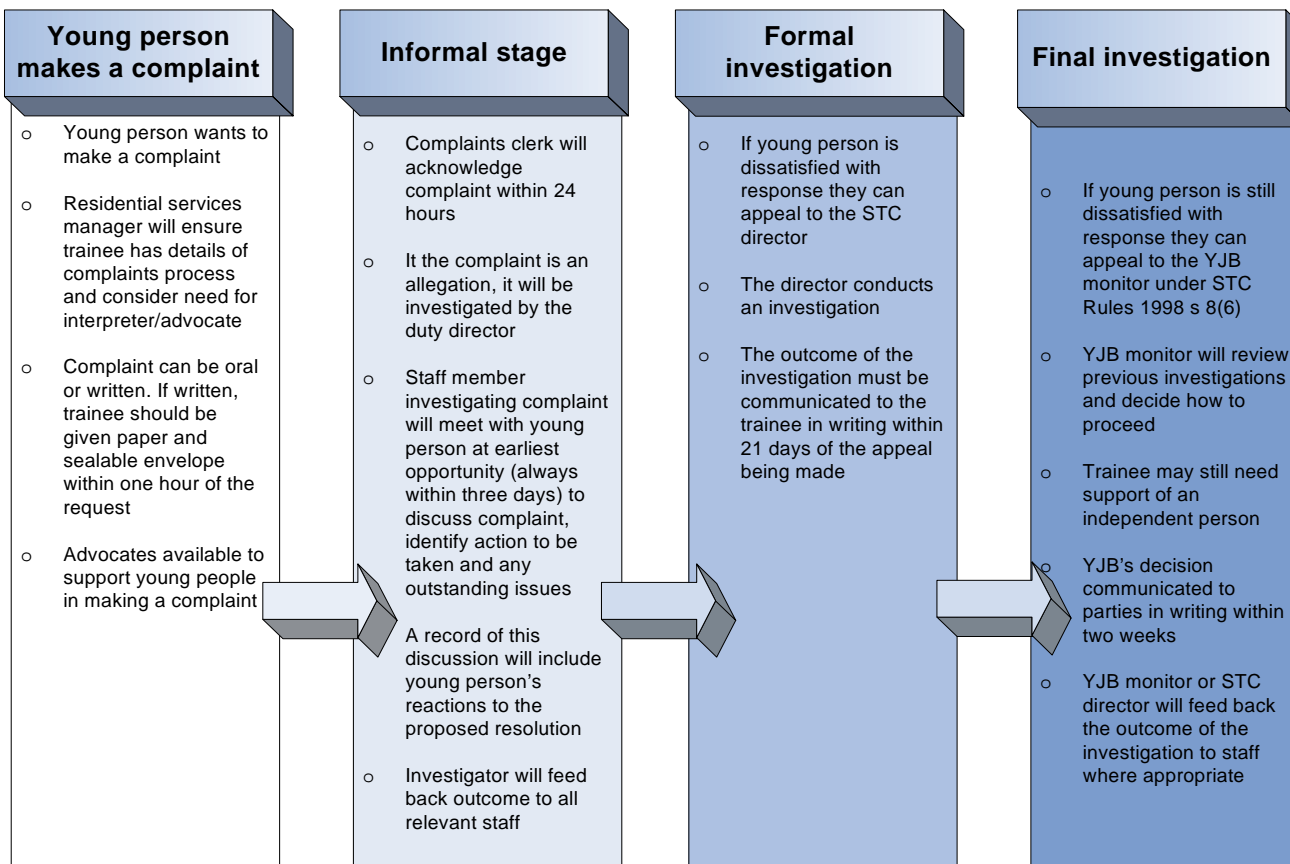 Young person
makes a complaint
o Young person wants to
make a complaint
o Residential services
manager will ensure
trainee has details of
complaints process
and consider need for
interpreter/advocate
o Complaint can be oral
or written. If written,
trainee should be
given paper and
sealable envelope
within one hour of the
request
o Advocates available to
support young people
in making a complaint
Informal stage
o Complaints clerk will
acknowledge
complaint within 24
hours
o It the complaint is an
allegation, it will be
investigated by the
duty director
o Staff member
investigating complaint
will meet with young
person at earliest
opportunity (always
within three days) to
discuss complaint,
identify action to be
taken and any
outstanding issues
A record of this
discussion will include
young person’s
reactions to the
proposed resolution
o Investigator will feed
back outcome to all
relevant staff
Formal
investigation
o If young person is
dissatisfied with
response they can
appeal to the STC
director
o The director conducts
an investigation
o The outcome of the
investigation must be
communicated to the
trainee in writing within
21 days of the appeal
being made
Final investigation
o If young person is still
dissatisfied with
response they can
appeal to the YJB
monitor under STC
Rules 1998 s 8(6)
o YJB monitor will review
previous investigations
and decide how to
proceed
o Trainee may still need
support of an
independent person
o YJB’s decision
communicated to
parties in writing within
two weeks
o YJB monitor or STC
director will feed back
the outcome of the
investigation to staff
where appropriate